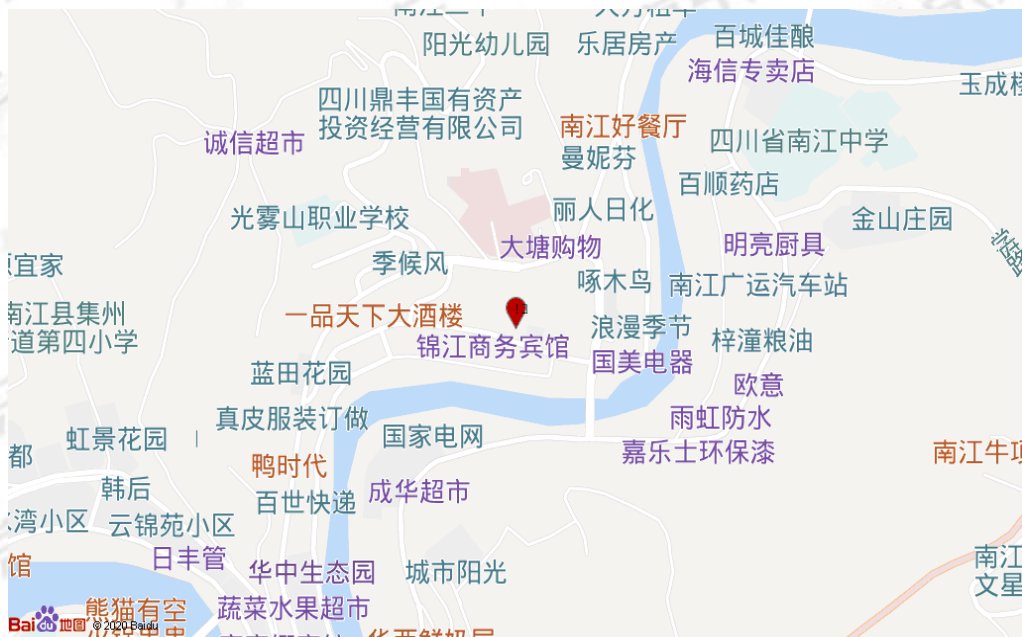 阳光幼儿园
乐居房产
百城佳酿
海信专卖店
四川鼎丰国有资产
投资经营有限公司
诚信超市
南江好餐厅
曼妮芬
四川省南江中学
百顺药店
光雾山职业学校
丽人日化
金山庄园
大塘购物
明亮厨具
宜家
季候风
啄木鸟
南江广运汽车站
南江县集州
道第四小学
一品天下大酒楼
锦江商务宾馆
浪漫季节
国美电器
梓潼粮油
蓝田花园
欧意
真皮服装订做
雨虹防水
虹景花园
国家电网
嘉乐士环保漆
都
鸭时代
南江牛
韩后
百世快递
成华超市
湾小区
云锦苑小区
馆
日丰管
华中生态园
城市阳光
南江
文星
熊猫有空
蔬菜水果超市
Bai du 地图
© 2020 Baidu